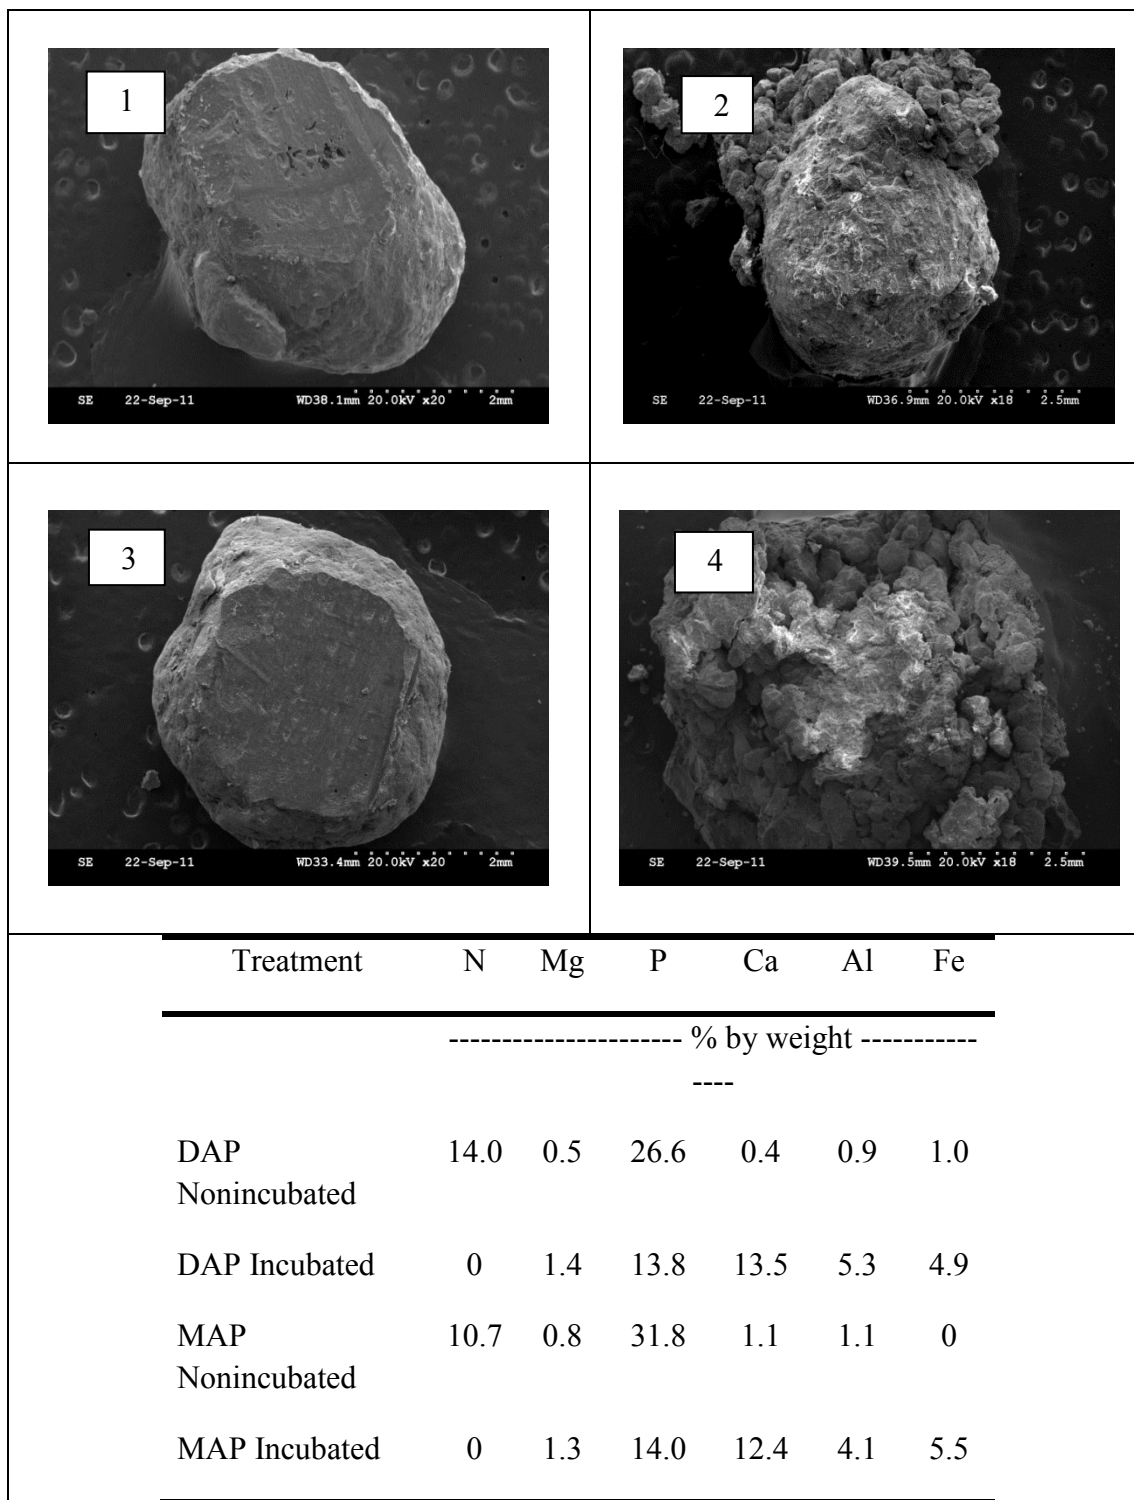 1
SE 22-Sep-11 WD38.1mm 20.0kV x20 2mm
2
SE 22-Sep-11 WD36.9mm 20.0kV x18 2.5mm
3
SE 22-Sep-11 WD33.4mm 20.0kV x20 2mm
4
SE 22-Sep-11 WD39.5mm 20.0kV x18 2.5mm
Treatment N Mg P Ca Al Fe
---------------------- % by weight -----------
----
DAP 14.0 0.5 26.6 0.4 0.9 1.0
Nonincubated
DAP Incubated 0 1.4 13.8 13.5 5.3 4.9
MAP 10.7 0.8 31.8 1.1 1.1 0
Nonincubated
MAP Incubated 0 1.3 14.0 12.4 4.1 5.5